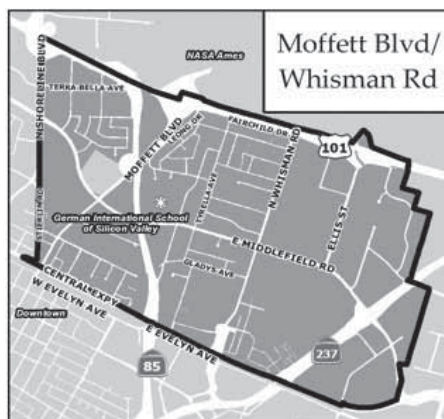 Moffett Blvd/
Whisman Rd
NASA Ames
N SHORELINE BLVD
TERRA BELLA AVE
MOFFETT BLVD
LEONG DR
FAIRCHILD DR
101
N WHISMAN RD
TYRELLA AVE
ELLIS ST
STIERLIN RD
German International School
of Silicon Valley
E MIDDLEFIELD RD
GLADYS AVE
CENTRAL EXPY
W EVELYN AVE
Downtown
E EVELYN AVE
85
237